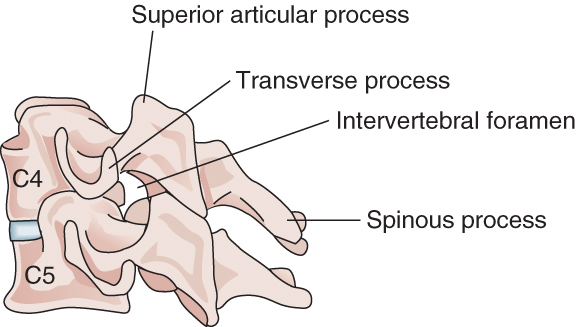 Superior articular process
Transverse process
Intervertebral foramen
C4
Spinous process
C5